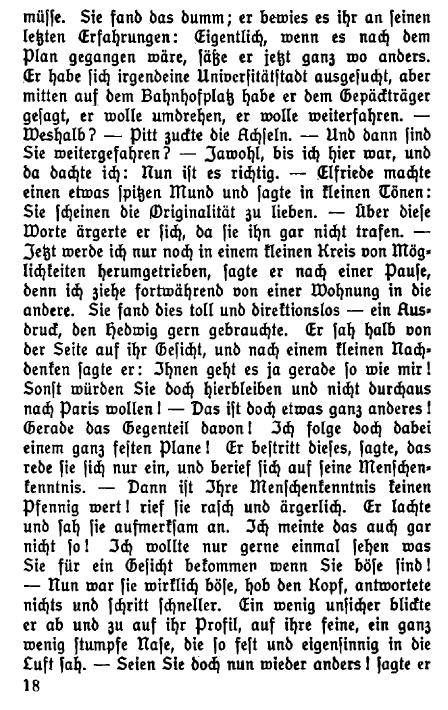 müsse. Sie fand das dumm; er bewies es ihr an seinen
letzten Erfahrungen: Eigentlich, wenn es nach dem
Plan gegangen wäre, säße er jetzt ganz wo anders.
Er habe sich irgendeine Universitätstadt ausgesucht, aber
mitten auf dem Bahnhofplatz habe er dem Gepäckträger
gesagt, er wolle umdrehen, er wolle weiterfahren. —
Weshalb? — Pitt zuckte die Achseln. — Und dann sind
Sie weitergefahren? — Jawohl, bis ich hier war, und
da dachte ich: Nun ist es richtig. — Elfriede machte
einen etwas spitzen Mund und sagte in kleinen Tönen:
Sie scheinen die Originalität zu lieben. — Über diese
Worte ärgerte er sich, da sie ihn gar nicht trafen. —
Jetzt werde ich nur noch in einem kleinen Kreis von Mög-
lichkeiten herumgetrieben, sagte er nach einer Pause,
denn ich ziehe fortwährend von einer Wohnung in die
andere. Sie fand dies toll und direktionslos — ein Aus-
druck, den Hedwig gern gebrauchte. Er sah halb von
der Seite auf ihr Gesicht, und nach einem kleinen Nach-
denken sagte er: Ihnen geht es ja gerade so wie mir!
Sonst würden Sie doch hierbleiben und nicht durchaus
nach Paris wollen! — Das ist doch etwas ganz anderes!
Gerade das Gegenteil davon! Ich folge doch dabei
einem ganz festen Plane! Er bestritt dieses, sagte, das
rede sie sich nur ein, und berief sich auf seine Menschen-
kenntnis. — Dann ist Ihre Menschenkenntnis keinen
Pfennig wert! rief sie rasch und ärgerlich. Er lachte
und sah sie aufmerksam an. Ich meinte das auch gar
nicht so! Ich wollte nur gerne einmal sehen was
Sie für ein Gesicht bekommen wenn Sie böse sind!
— Nun war sie wirklich böse, hob den Kopf, antwortete
nichts und schritt schneller. Ein wenig unsicher blickte
er ab und zu auf ihr Profil, auf ihre feine, ein ganz
wenig stumpfe Nase, die so fest und eigensinnig in die
Luft sah. — Seien Sie doch nun wieder anders! sagte er
18